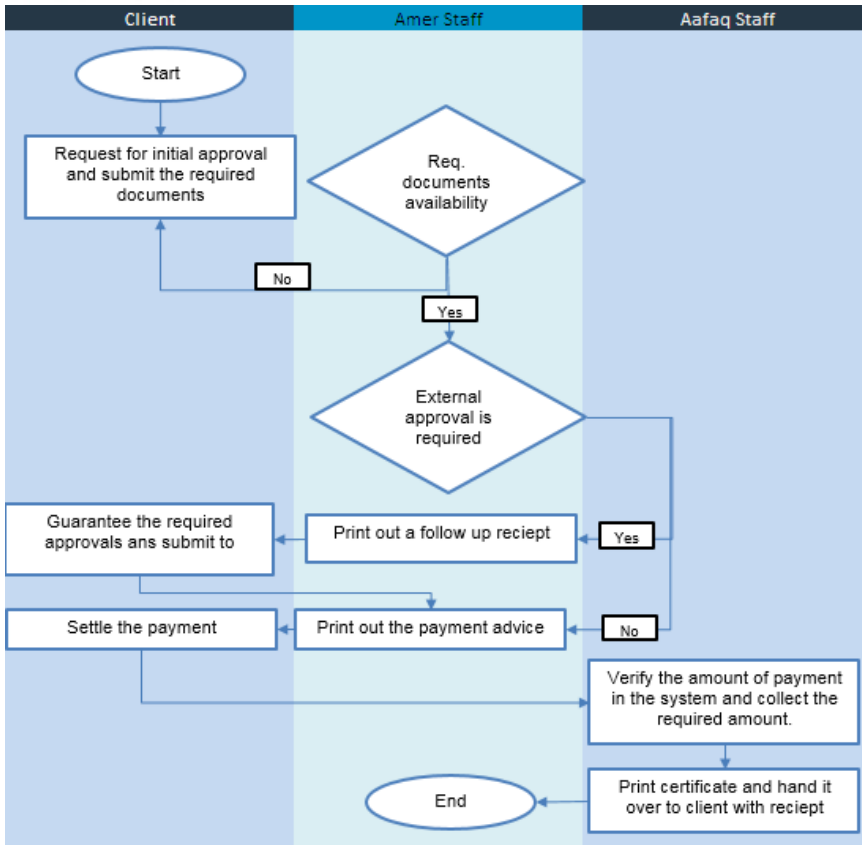 Client
Amer Staff
Aafaq Staff
Start
Request for initial approval
and submit the required
documents
Req.
documents
availability
No
Yes
External
approval is
required
Guarantee the required
approvals ans submit to
Print out a follow up reciept
Yes
Settle the payment
Print out the payment advice
No
Verify the amount of payment
in the system and collect the
required amount.
Print certificate and hand it
over to client with reciept
End